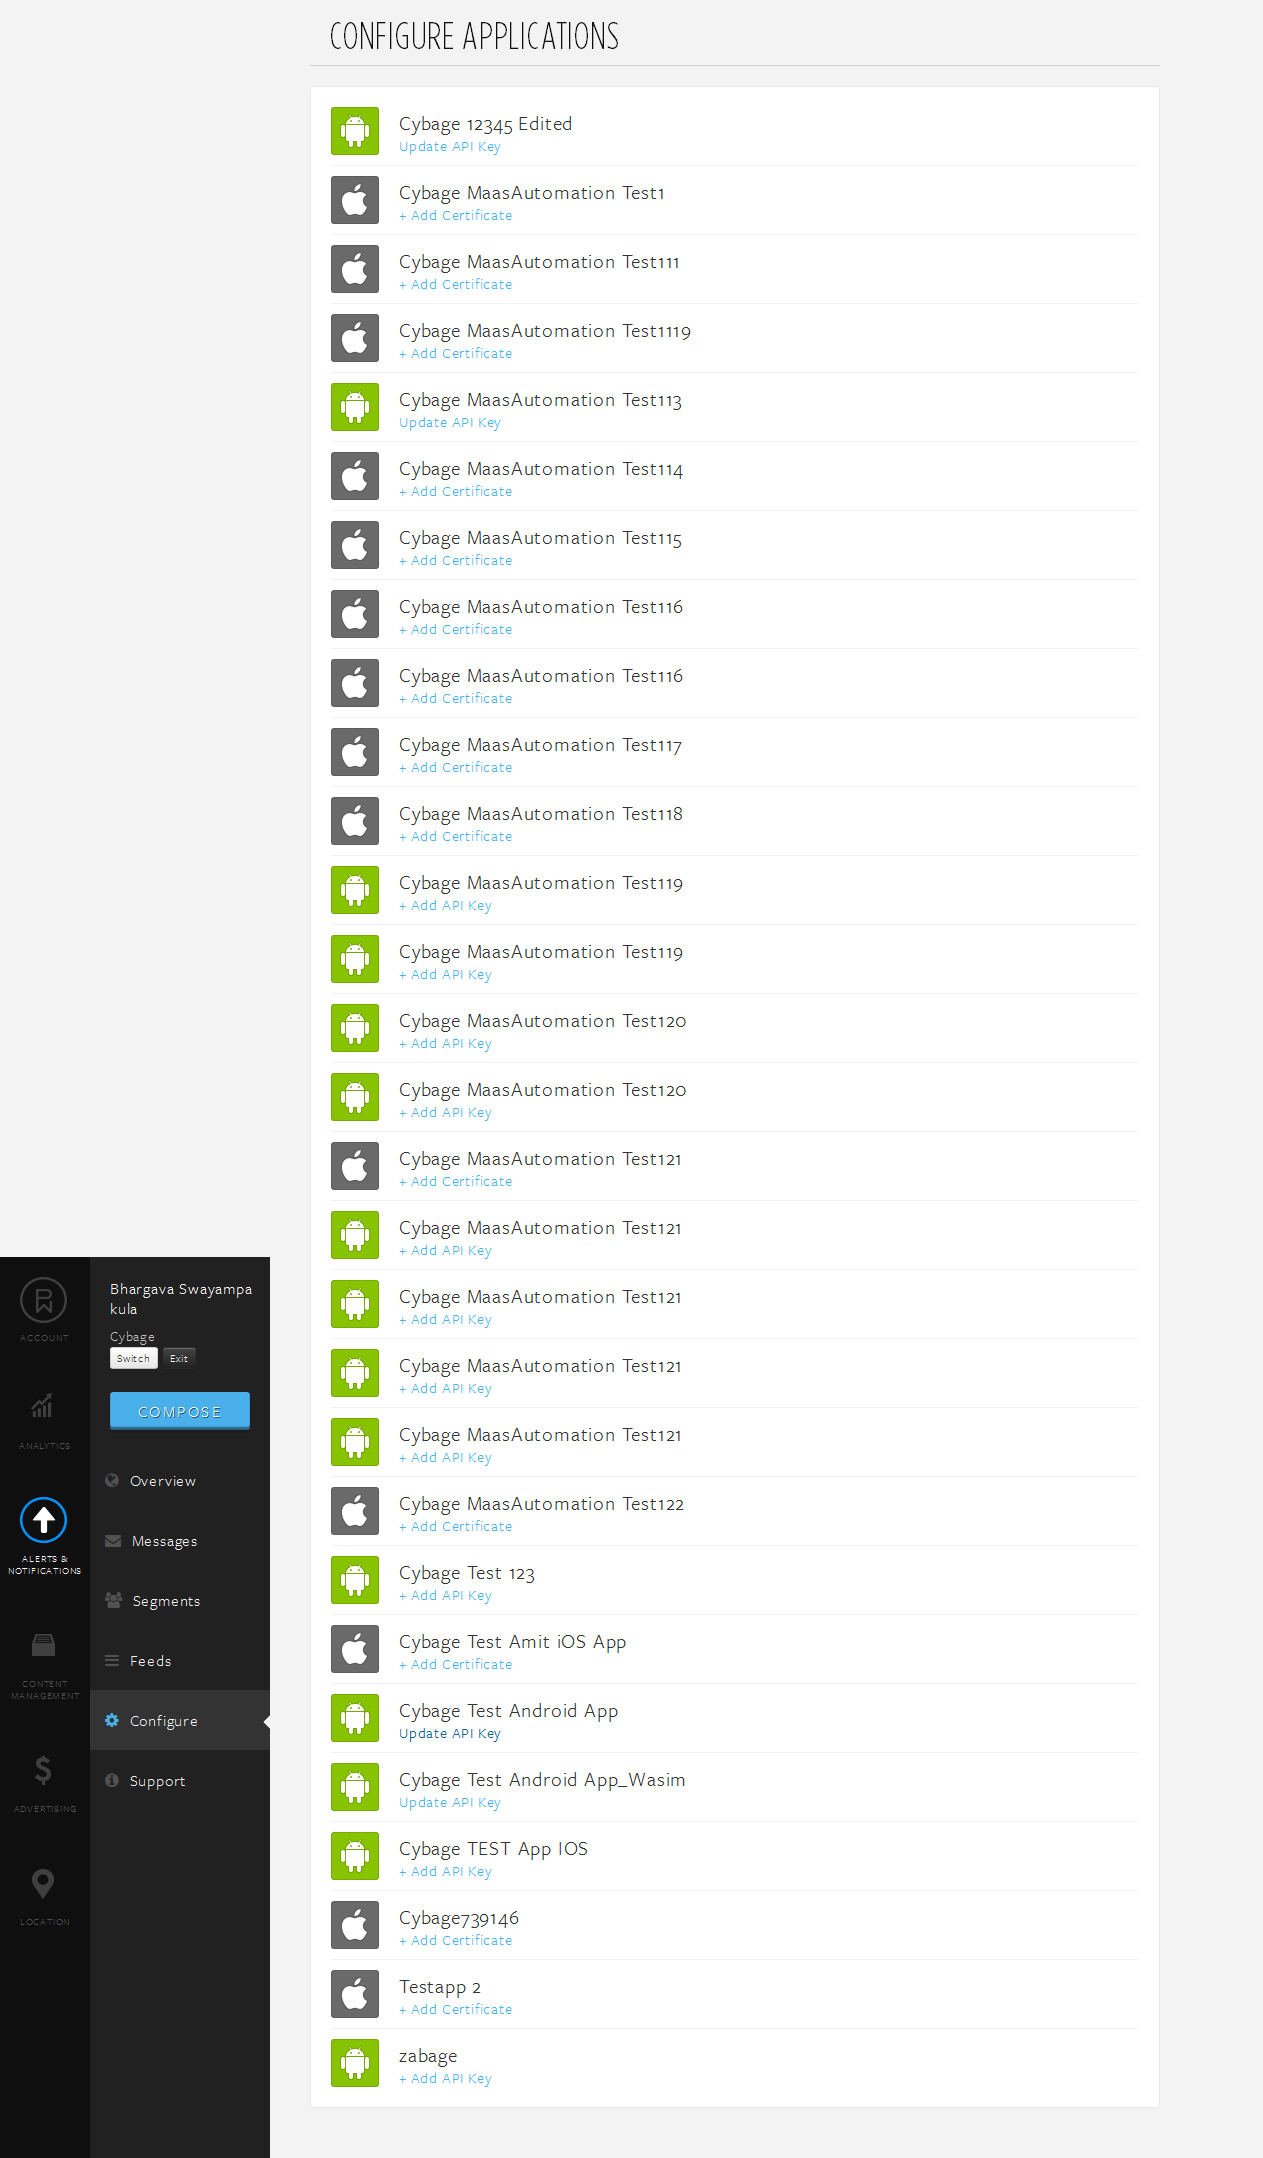 CONFIGURE APPLICATIONS
Cybage 12345 Edited
Update API Key
Cybage MaasAutomation Test1
+ Add Certificate
Cybage MaasAutomation Test111
+ Add Certificate
Cybage MaasAutomation Test1119
+ Add Certificate
Cybage MaasAutomation Test113
Update API Key
Cybage MaasAutomation Test114
+ Add Certificate
Cybage MaasAutomation Test115
+ Add Certificate
Cybage MaasAutomation Test116
+ Add Certificate
Cybage MaasAutomation Test116
+ Add Certificate
Cybage MaasAutomation Test117
+ Add Certificate
Cybage MaasAutomation Test118
+ Add Certificate
Cybage MaasAutomation Test119
+ Add API Key
Cybage MaasAutomation Test119
+ Add API Key
Cybage MaasAutomation Test120
+ Add API Key
Cybage MaasAutomation Test120
+ Add API Key
Cybage MaasAutomation Test121
+ Add Certificate
Cybage MaasAutomation Test121
+ Add API Key
Cybage MaasAutomation Test121
+ Add API Key
Cybage MaasAutomation Test121
+ Add API Key
Cybage MaasAutomation Test121
+ Add API Key
Cybage MaasAutomation Test122
+ Add Certificate
Cybage Test 123
+ Add API Key
Cybage Test Amit iOS App
+ Add Certificate
Cybage Test Android App
Update API Key
Cybage Test Android App_Wasim
Update API Key
Cybage TEST App IOS
+ Add API Key
Cybage739146
+ Add Certificate
Testapp 2
+ Add Certificate
zabage
+ Add API Key
ACCOUNT
ANALYTICS
ALERTS &
NOTIFICATIONS
CONTENT
MANAGEMENT
ADVERTISING
LOCATION
Bhargava Swayampa
kula
Cybage
Switch Exit
COMPOSE
Overview
Messages
Segments
Feeds
Configure
Support